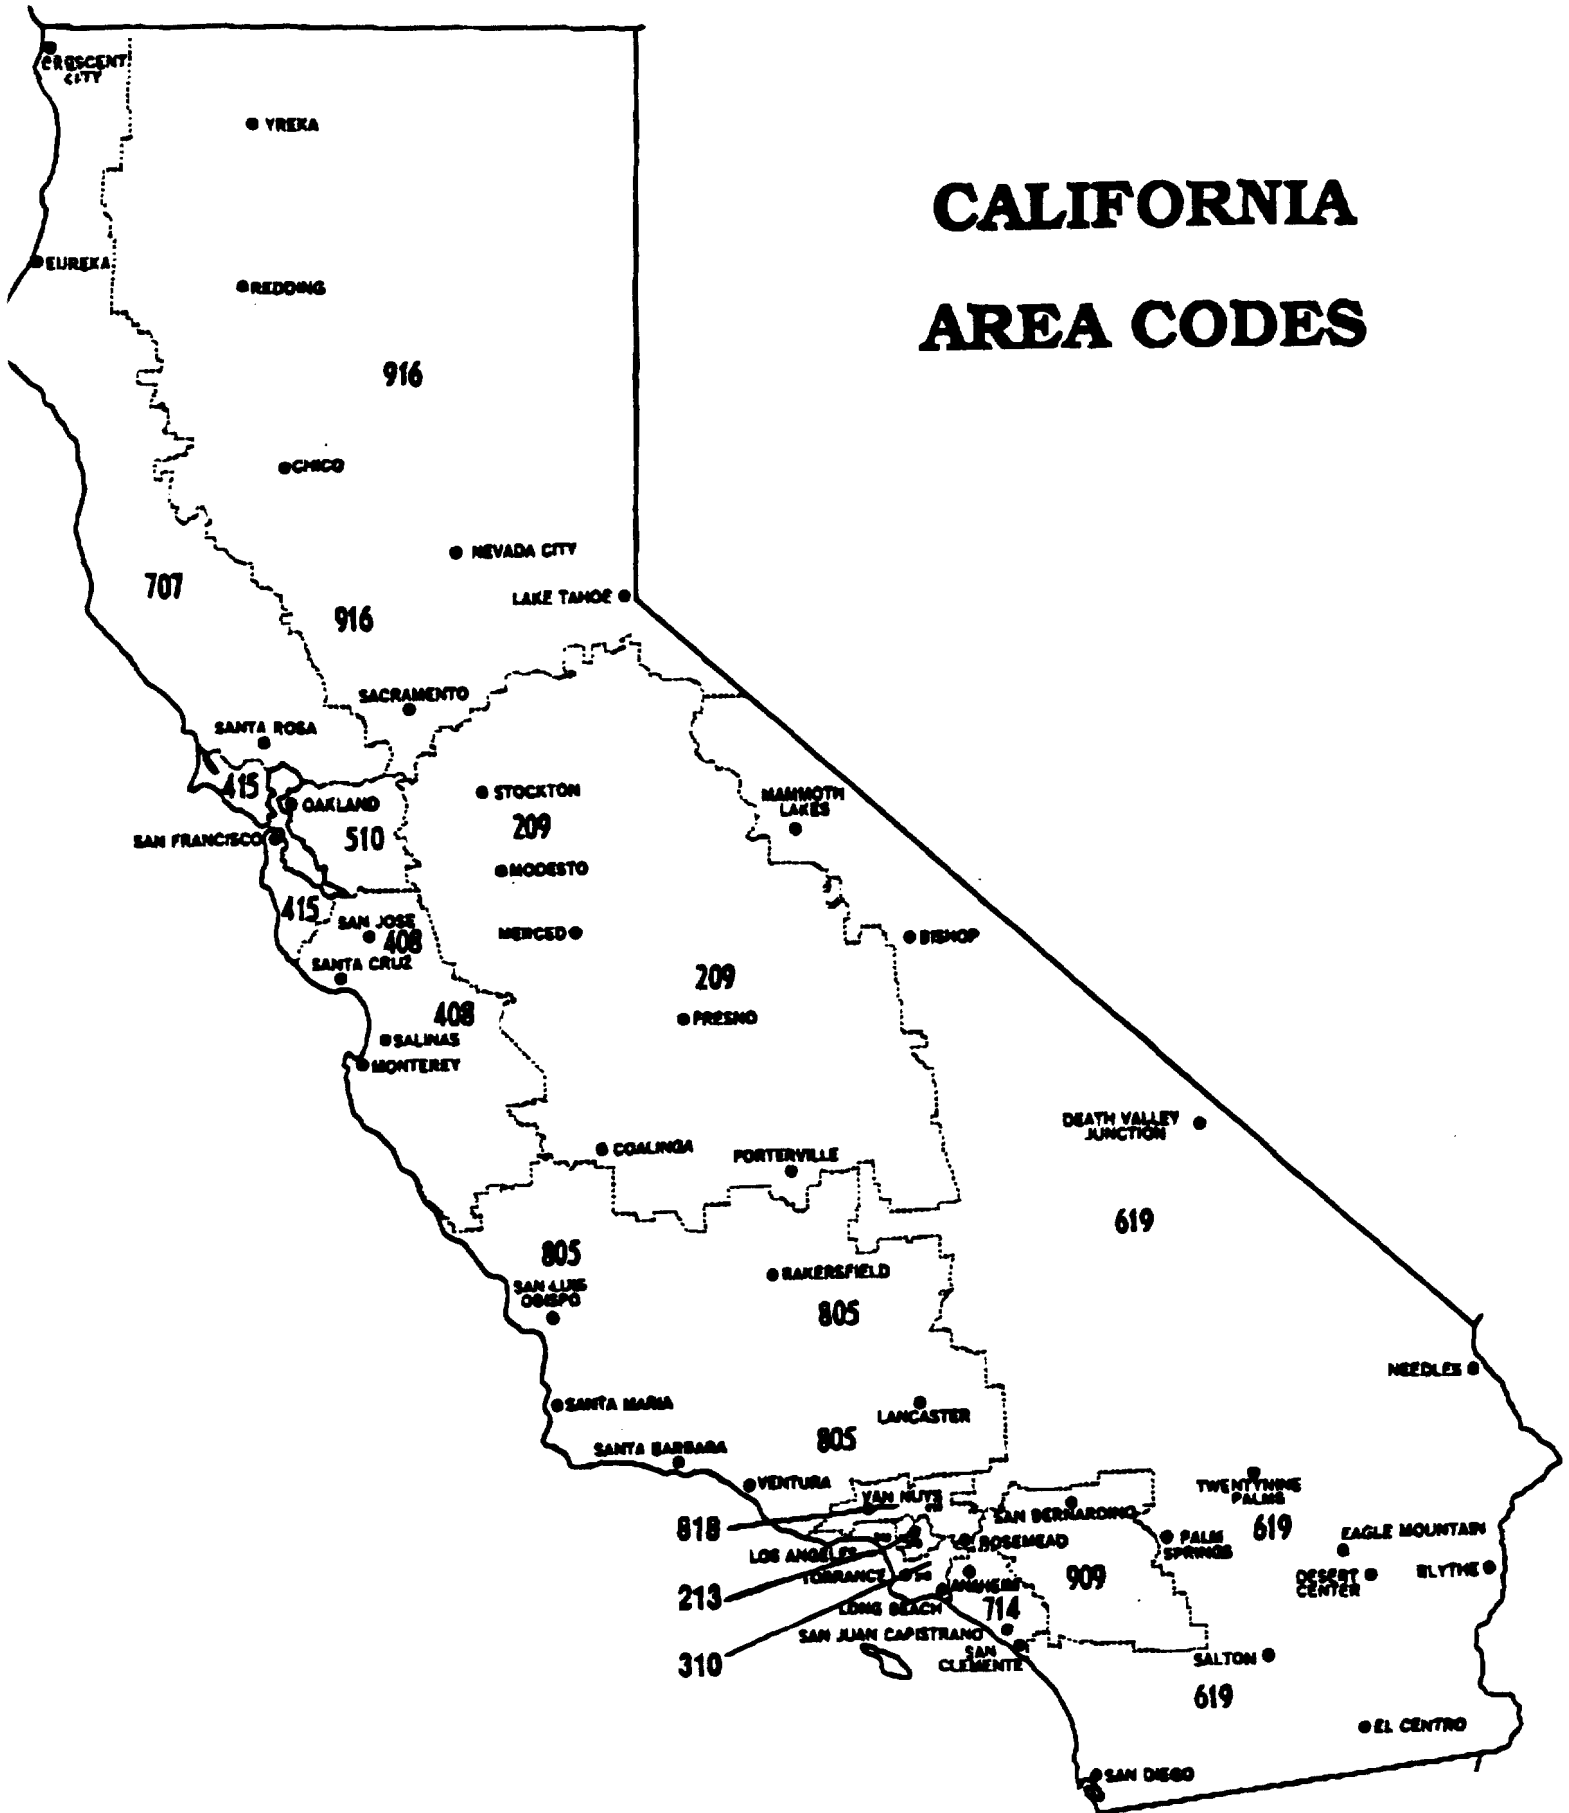 CALIFORNIA
AREA CODES
CRESCENT
CITY
YREKA
EUREKA
REDDING
916
CHICO
NEVADA CITY
707
LAKE TAHOE
916
SACRAMENTO
SANTA ROSA
415
OAKLAND
STOCKTON
MAMMOTH
LAKES
209
SAN FRANCISCO
510
MODESTO
415
SAN JOSE
408
MERCED
BISHOP
SANTA CRUZ
209
408
FRESNO
SALINAS
MONTEREY
DEATH VALLEY
JUNCTION
COALINGA
PORTERVILLE
619
805
BAKERSFIELD
SAN LUIS
OBISPO
805
NEEDLES
SANTA MARIA
LANCASTER
805
SANTA BARBARA
VENTURA
VAN NUYS
TWENTYNINE
PALMS
818
SAN BERNARDINO
619
EAGLE MOUNTAIN
ROSEMEAD
PALM
SPRINGS
LOS ANGELES
TORRANCE
909
DESERT
CENTER
BLYTHE
213
ANAHEIM
LONG BEACH
714
SAN JUAN CAPISTRANO
SAN
CLEMENTE
310
SALTON
619
EL CENTRO
SAN DIEGO